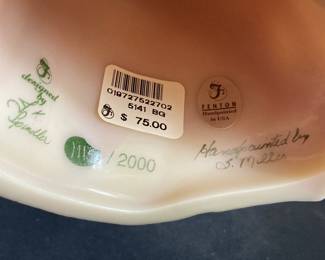 F
designed
by
019727522702
5141 BG
F $ 75.00
F
FENTON
Handpainted
in USA
/2000
Handpainted by
S. Miller